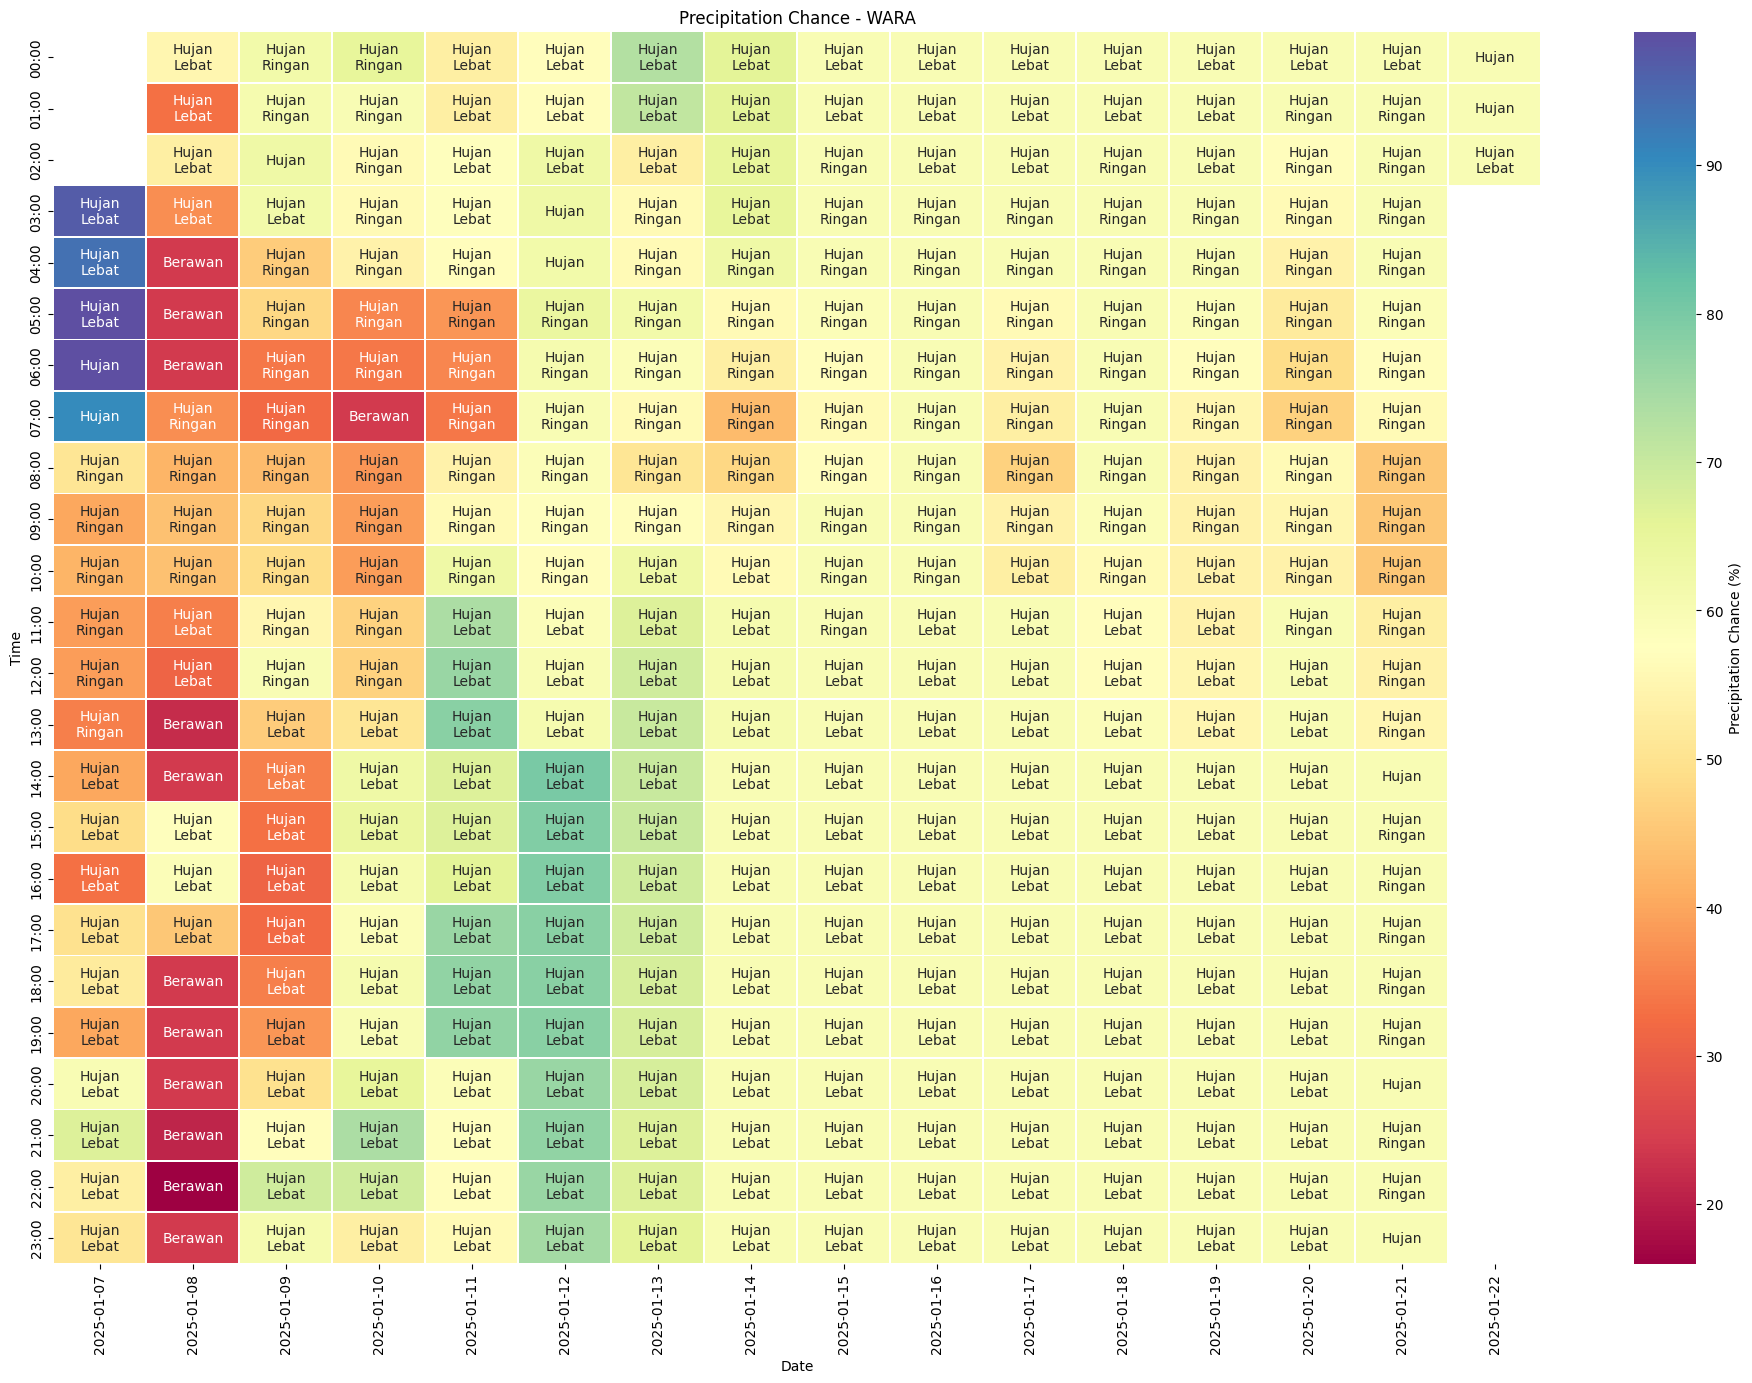 Precipitation Chance - WARA
Time
00:00 Hujan Lebat Hujan Ringan Hujan Ringan Hujan Lebat Hujan Lebat Hujan Lebat Hujan Lebat Hujan Lebat Hujan Lebat Hujan Lebat Hujan Lebat Hujan Lebat Hujan Lebat Hujan Lebat Hujan
01:00 Hujan Lebat Hujan Ringan Hujan Ringan Hujan Lebat Hujan Lebat Hujan Lebat Hujan Lebat Hujan Lebat Hujan Lebat Hujan Lebat Hujan Lebat Hujan Lebat Hujan Ringan Hujan Ringan Hujan
02:00 Hujan Lebat Hujan Hujan Ringan Hujan Lebat Hujan Lebat Hujan Lebat Hujan Lebat Hujan Ringan Hujan Lebat Hujan Lebat Hujan Ringan Hujan Lebat Hujan Ringan Hujan Ringan Hujan Lebat
03:00 Hujan Lebat Hujan Lebat Hujan Lebat Hujan Ringan Hujan Lebat Hujan Hujan Ringan Hujan Lebat Hujan Ringan Hujan Ringan Hujan Ringan Hujan Ringan Hujan Ringan Hujan Ringan Hujan Ringan
04:00 Hujan Lebat Berawan Hujan Ringan Hujan Ringan Hujan Ringan Hujan Hujan Ringan Hujan Ringan Hujan Ringan Hujan Ringan Hujan Ringan Hujan Ringan Hujan Ringan Hujan Ringan Hujan Ringan
05:00 Hujan Lebat Berawan Hujan Ringan Hujan Ringan Hujan Ringan Hujan Ringan Hujan Ringan Hujan Ringan Hujan Ringan Hujan Ringan Hujan Ringan Hujan Ringan Hujan Ringan Hujan Ringan Hujan Ringan
06:00 Hujan Berawan Hujan Ringan Hujan Ringan Hujan Ringan Hujan Ringan Hujan Ringan Hujan Ringan Hujan Ringan Hujan Ringan Hujan Ringan Hujan Ringan Hujan Ringan Hujan Ringan Hujan Ringan
07:00 Hujan Hujan Ringan Hujan Ringan Berawan Hujan Ringan Hujan Ringan Hujan Ringan Hujan Ringan Hujan Ringan Hujan Ringan Hujan Ringan Hujan Ringan Hujan Ringan Hujan Ringan Hujan Ringan
08:00 Hujan Ringan Hujan Ringan Hujan Ringan Hujan Ringan Hujan Ringan Hujan Ringan Hujan Ringan Hujan Ringan Hujan Ringan Hujan Ringan Hujan Ringan Hujan Ringan Hujan Ringan Hujan Ringan Hujan Ringan
09:00 Hujan Ringan Hujan Ringan Hujan Ringan Hujan Ringan Hujan Ringan Hujan Ringan Hujan Ringan Hujan Ringan Hujan Ringan Hujan Ringan Hujan Ringan Hujan Ringan Hujan Ringan Hujan Ringan Hujan Ringan
10:00 Hujan Ringan Hujan Ringan Hujan Ringan Hujan Ringan Hujan Ringan Hujan Ringan Hujan Lebat Hujan Lebat Hujan Ringan Hujan Ringan Hujan Lebat Hujan Ringan Hujan Lebat Hujan Ringan Hujan Ringan
11:00 Hujan Ringan Hujan Lebat Hujan Ringan Hujan Ringan Hujan Lebat Hujan Lebat Hujan Lebat Hujan Lebat Hujan Ringan Hujan Lebat Hujan Lebat Hujan Lebat Hujan Lebat Hujan Ringan Hujan Ringan
12:00 Hujan Ringan Hujan Lebat Hujan Ringan Hujan Ringan Hujan Lebat Hujan Lebat Hujan Lebat Hujan Lebat Hujan Lebat Hujan Lebat Hujan Lebat Hujan Lebat Hujan Lebat Hujan Lebat Hujan Ringan
13:00 Hujan Ringan Berawan Hujan Lebat Hujan Lebat Hujan Lebat Hujan Lebat Hujan Lebat Hujan Lebat Hujan Lebat Hujan Lebat Hujan Lebat Hujan Lebat Hujan Lebat Hujan Lebat Hujan Ringan
14:00 Hujan Lebat Berawan Hujan Lebat Hujan Lebat Hujan Lebat Hujan Lebat Hujan Lebat Hujan Lebat Hujan Lebat Hujan Lebat Hujan Lebat Hujan Lebat Hujan Lebat Hujan Lebat Hujan
15:00 Hujan Lebat Hujan Lebat Hujan Lebat Hujan Lebat Hujan Lebat Hujan Lebat Hujan Lebat Hujan Lebat Hujan Lebat Hujan Lebat Hujan Lebat Hujan Lebat Hujan Lebat Hujan Lebat Hujan Ringan
16:00 Hujan Lebat Hujan Lebat Hujan Lebat Hujan Lebat Hujan Lebat Hujan Lebat Hujan Lebat Hujan Lebat Hujan Lebat Hujan Lebat Hujan Lebat Hujan Lebat Hujan Lebat Hujan Lebat Hujan Ringan
17:00 Hujan Lebat Hujan Lebat Hujan Lebat Hujan Lebat Hujan Lebat Hujan Lebat Hujan Lebat Hujan Lebat Hujan Lebat Hujan Lebat Hujan Lebat Hujan Lebat Hujan Lebat Hujan Lebat Hujan Ringan
18:00 Hujan Lebat Berawan Hujan Lebat Hujan Lebat Hujan Lebat Hujan Lebat Hujan Lebat Hujan Lebat Hujan Lebat Hujan Lebat Hujan Lebat Hujan Lebat Hujan Lebat Hujan Lebat Hujan Ringan
19:00 Hujan Lebat Berawan Hujan Lebat Hujan Lebat Hujan Lebat Hujan Lebat Hujan Lebat Hujan Lebat Hujan Lebat Hujan Lebat Hujan Lebat Hujan Lebat Hujan Lebat Hujan Lebat Hujan Ringan
20:00 Hujan Lebat Berawan Hujan Lebat Hujan Lebat Hujan Lebat Hujan Lebat Hujan Lebat Hujan Lebat Hujan Lebat Hujan Lebat Hujan Lebat Hujan Lebat Hujan Lebat Hujan Lebat Hujan
21:00 Hujan Lebat Berawan Hujan Lebat Hujan Lebat Hujan Lebat Hujan Lebat Hujan Lebat Hujan Lebat Hujan Lebat Hujan Lebat Hujan Lebat Hujan Lebat Hujan Lebat Hujan Lebat Hujan Ringan
22:00 Hujan Lebat Berawan Hujan Lebat Hujan Lebat Hujan Lebat Hujan Lebat Hujan Lebat Hujan Lebat Hujan Lebat Hujan Lebat Hujan Lebat Hujan Lebat Hujan Lebat Hujan Lebat Hujan Ringan
23:00 Hujan Lebat Berawan Hujan Lebat Hujan Lebat Hujan Lebat Hujan Lebat Hujan Lebat Hujan Lebat Hujan Lebat Hujan Lebat Hujan Lebat Hujan Lebat Hujan Lebat Hujan Lebat Hujan
2025-01-07 2025-01-08 2025-01-09 2025-01-10 2025-01-11 2025-01-12 2025-01-13 2025-01-14 2025-01-15 2025-01-16 2025-01-17 2025-01-18 2025-01-19 2025-01-20 2025-01-21 2025-01-22
Date
90
80
70
60
50
40
30
20
Precipitation Chance (%)